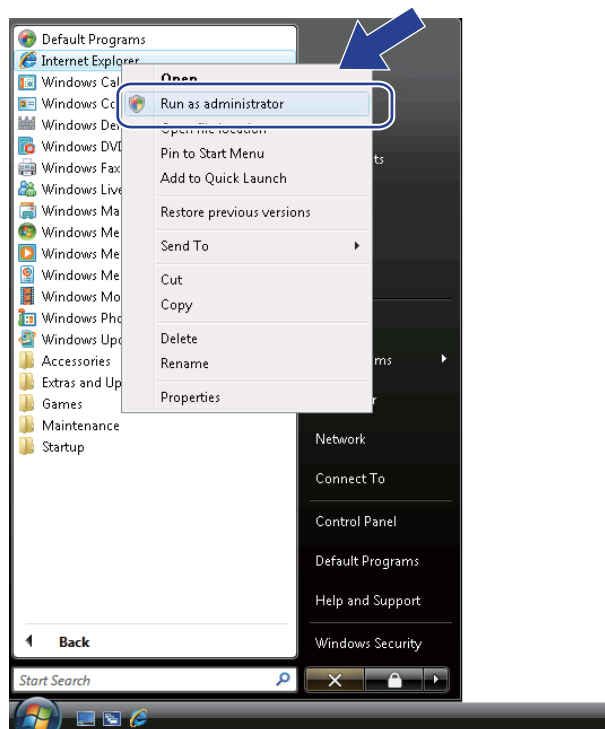 Default Programs
Internet Explorer
Windows Cal
Windows
Windows
Windows DVD
Windows Fax
Windows Live
Windows Ma
Windows Me
Windows Me
Windows Me
Windows Mo
Windows Pho
Windows Upd
Accessories
Extras and Up
Games
Maintenance
Startup
Back
Start Search
Open
Run as administrator
Open file location
Pin to Start Menu
Add to Quick Launch
Restore previous versions
Send To
Cut
Copy
Delete
Rename
Properties
ts
ms
r
Network
Connect To
Control Panel
Default Programs
Help and Support
Windows Security